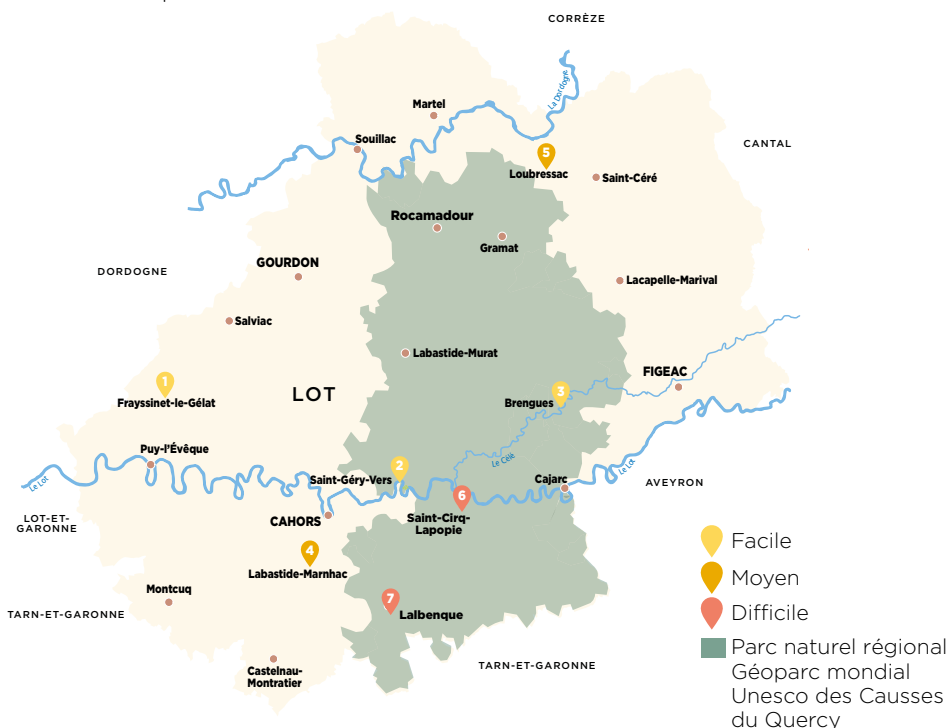 CORRÈZE
La Dordogne
Martel
Souillac
CANTAL
5
Loubressac
Saint-Céré
Rocamadour
Gramat
DORDOGNE
GOURDON
Lacapelle-Marival
Salviac
Labastide-Murat
FIGEAC
1
LOT
3
Frayssinet-le-Gélat
Brengues
Puy-l'Évêque
Le Célé
2
Le Lot
Saint-Géry-Vers
Cajarc
Le Lot
AVEYRON
6
LOT-ET-
GARONNE
CAHORS
Saint-Cirq-
Lapopie
4
Labastide-Marnhac
Montcuq
7
TARN-ET-GARONNE
Lalbenque
Castelnau-
Montratier
TARN-ET-GARONNE
Facile
Moyen
Difficile
Parc naturel régional
Géoparc mondial
Unesco des Causses
du Quercy